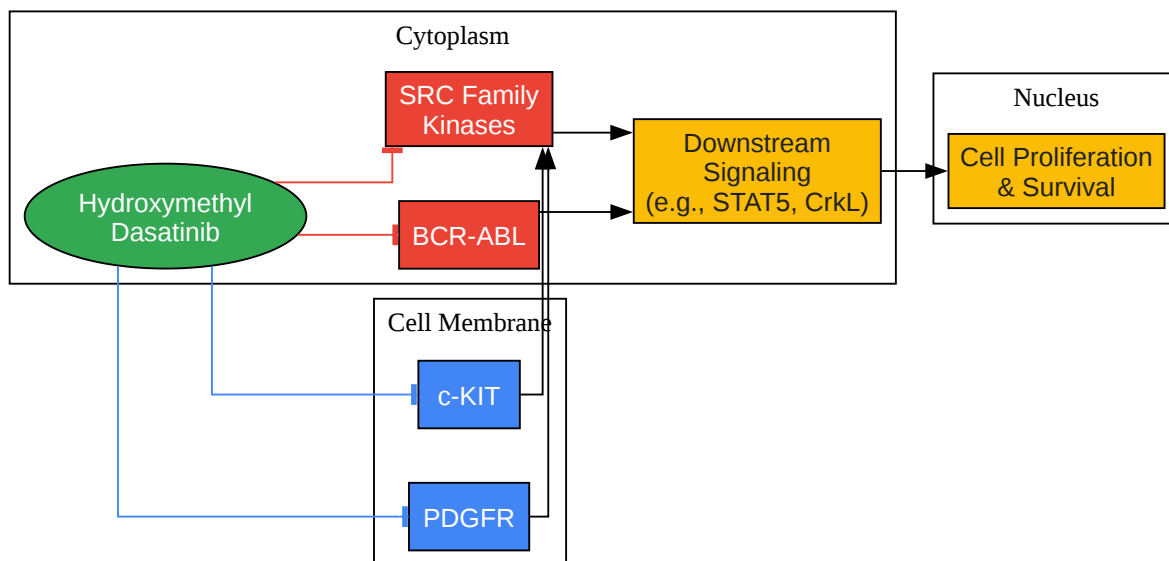 Cytoplasm
SRC Family
Kinases
Hydroxymethyl
Dasatinib
BCR-ABL
Downstream
Signaling
(e.g., STAT5, CrkL)
Nucleus
Cell Proliferation
& Survival
Cell Membrane
c-KIT
PDGFR